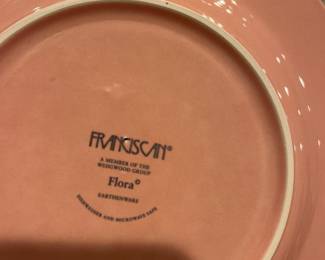 FRANCISCAN®
A MEMBER OF THE
WEDGWOOD GROUP
Flora©
EARTHENWARE
DISHWASHER AND MICROWAVE SAFE